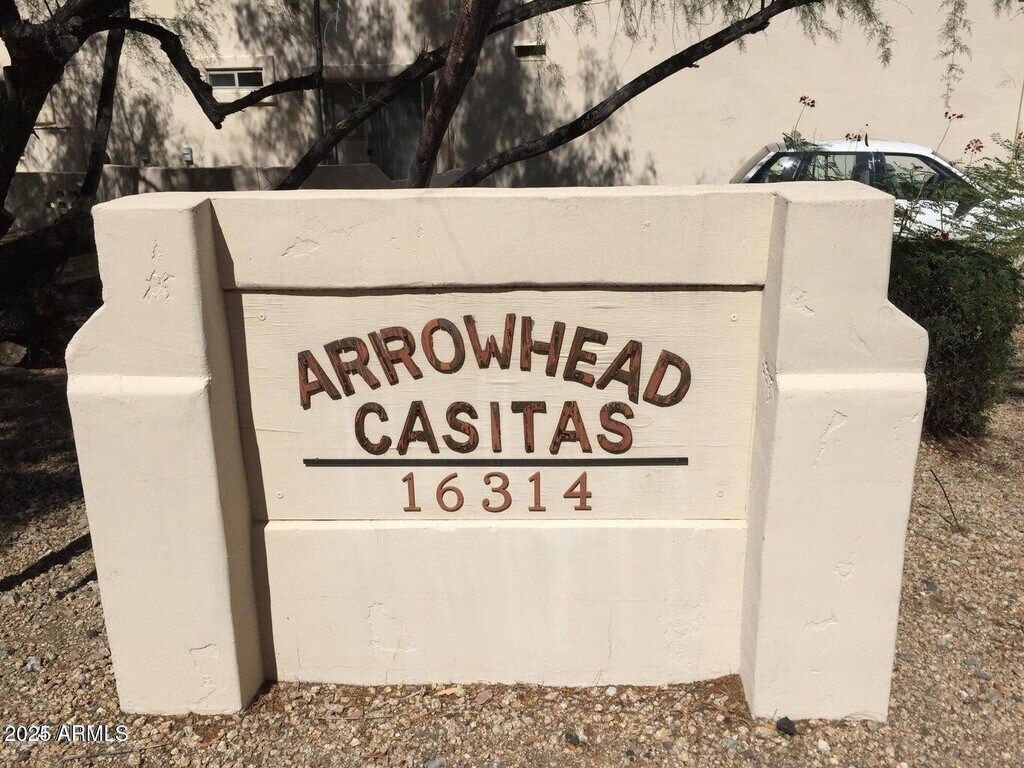 ARROWHEAD
CASITAS
16314
2025 ARMLS